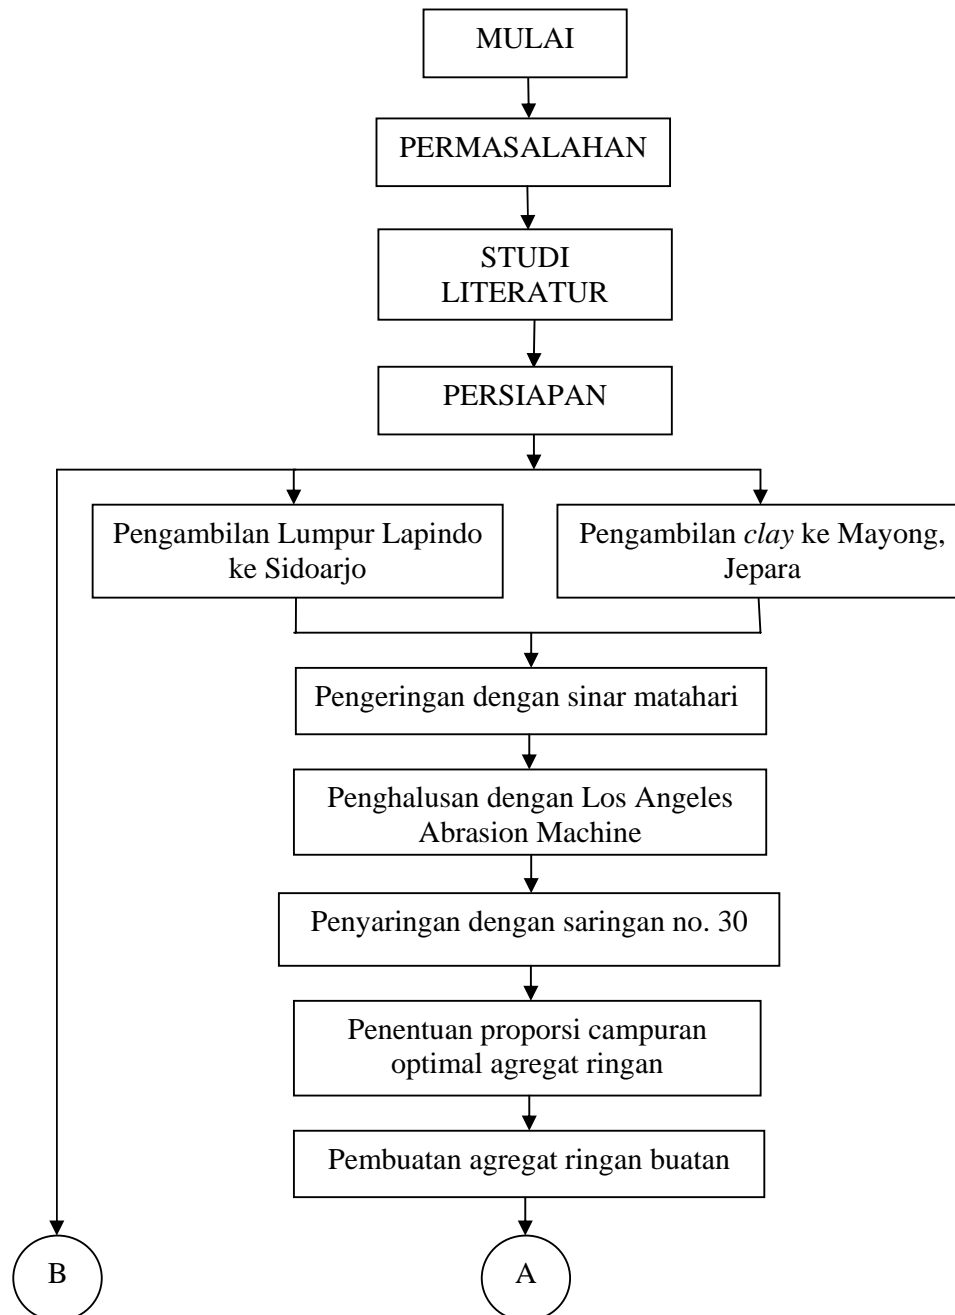 MULAI
PERMASALAHAN
STUDI
LITERATUR
PERSIAPAN
Pengambilan Lumpur Lapindo
ke Sidoarjo
Pengambilan clay ke Mayong,
Jepara
Pengeringan dengan sinar matahari
Penghalusan dengan Los Angeles
Abrasion Machine
Penyaringan dengan saringan no. 30
Penentuan proporsi campuran
optimal agregat ringan
Pembuatan agregat ringan buatan
B
A